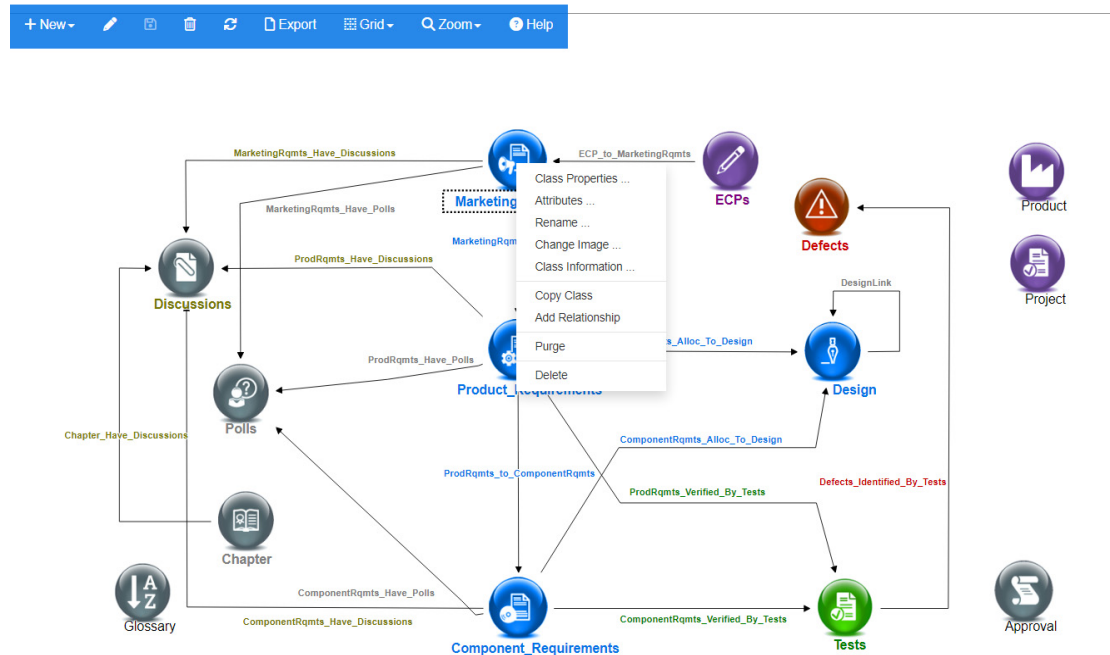 New
Export
Grid
Zoom
Help
MarketingRqmts_Have_Discussions
ECP_to_MarketingRqmts
Class Properties ...
Attributes ...
Rename ...
Change Image ...
Class Information ...
Copy Class
Add Relationship
Purge
Delete
Marketing
ECPs
Product
MarketingRqmts_Have_Polls
MarketingRqm
Defects
ProdRqmts_Have_Discussions
DesignLink
Project
Discussions
s_Alloc_To_Design
ProdRqmts_Have_Polls
Product_Requirements
Design
Polls
Chapter_Have_Discussions
ComponentRqmts_Alloc_To_Design
ProdRqmts_to_ComponentRqmts
ProdRqmts_Verified_By_Tests
Defects_Identified_By_Tests
Chapter
A
Z
Glossary
ComponentRqmts_Have_Polls
ComponentRqmts_Have_Discussions
ComponentRqmts_Verified_By_Tests
Approval
Component_Requirements
Tests